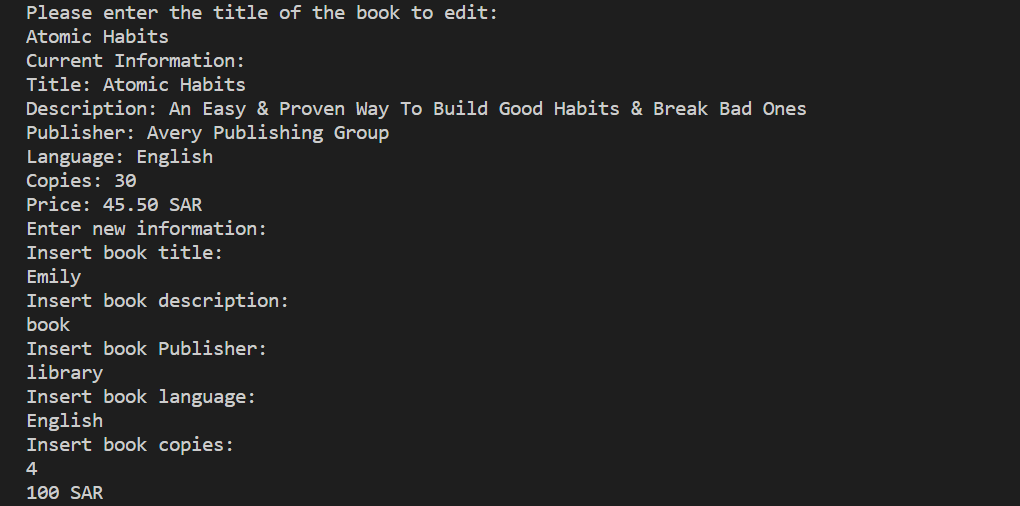 Please enter the title of the book to edit:
Atomic Habits
Current Information:
Title: Atomic Habits
Description: An Easy & Proven Way To Build Good Habits & Break Bad Ones
Publisher: Avery Publishing Group
Language: English
Copies: 30
Price: 45.50 SAR
Enter new information:
Insert book title:
Emily
Insert book description:
book
Insert book Publisher:
library
Insert book language:
English
Insert book copies:
4
100 SAR